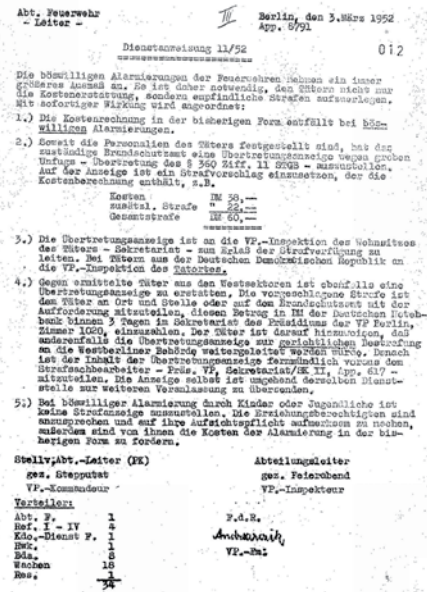 Abt. Feuerwehr
- Leiter -
III
Berlin, den 3.März 1952
App. 8791
Dienstanweisung 11/52
012
Die böswilligen Alarmierungen der Feuerwehren nehmen ein immer
größeres Ausmaß an. Es ist daher notwendig, den Tätern nicht nur
die Kostenerstattung, sondern empfindliche Strafen aufzuerlegen.
Mit sofortiger Wirkung wird angeordnet:
1.) Die Kostenrechnung in der bisherigen Form entfällt bei bös-
willigen Alarmierungen.
2.) Soweit die Personalien des Täters festgestellt sind, hat das
zuständige Brandschutzamt eine Übertretungsanzeige wegen groben
Unfugs - Übertretung des § 360 Ziff. 11 STGB - auszustellen.
Auf der Anzeige ist ein Strafvorschlag einzusetzen, der die
Kostenberechnung enthält, z.B.
Kosten DM 38,--
zusätzl. Strafe " 22,--
Gesamtstrafe DM 60,--
3.) Die Übertretungsanzeige ist an die VP.-Inspektion des Wohnsitzes
des Täters - Sekretariat - zum Erlaß der Strafverfügung zu
leiten. Bei Tätern aus der Deutschen Demokratischen Republik an
die VP.-Inspektion des Tatortes.
4.) Gegen ermittelte Täter aus den Westsektoren ist ebenfalls eine
Übertretungsanzeige zu erstatten. Die vorgeschlagene Strafe ist
dem Täter an Ort und Stelle oder auf dem Brandschutzamt mit der
Aufforderung mitzuteilen, diesen Betrag in DM der Deutschen Noten-
bank binnen 3 Tagen im Sekretariat des Präsidiums der VP Berlin,
Zimmer 1020, einzuzahlen. Der Täter ist darauf hinzuweisen, daß
anderenfalls die Übertretungsanzeige zur gerichtlichen Bestrafung
an die Westberliner Behörde weitergeleitet werden würde. Danach
ist der Inhalt der Übertretungsanzeige fernmündlich voraus dem
Strafsachbearbeiter - Präs. VP, Sekretariat/SK II, App. 617 -
mitzuteilen. Die Anzeige selbst ist umgehend derselben Dienst-
stelle zur weiteren Veranlassung zu übersenden.
5.) Bei böswilliger Alarmierung durch Kinder oder Jugendliche ist
keine Strafanzeige auszustellen. Die Erziehungsberechtigten sind
anzusprechen und auf ihre Aufsichtspflicht aufmerksam zu machen,
außerdem sind von ihnen die Kosten der Alarmierung in der bis-
herigen Form zu fordern.
Stellv.Abt.-Leiter (PK)
Abteilungsleiter
gez. Stepputat
gez. Feierabend
VP.-Kommandeur
VP.-Inspekteur
Verteiler:
Abt. F. 1
Ref. I - IV 4
Kdo.-Dienst F. 1
Hwk. 1
Bda. 8
Wachen 18
Res. 1
34
F.d.R.
VP.-Rm.